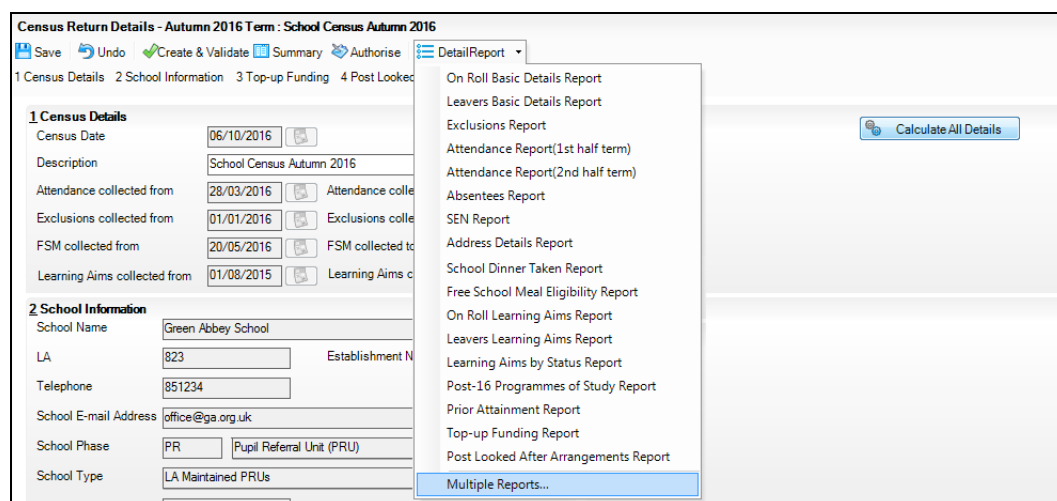 Census Return Details - Autumn 2016 Term : School Census Autumn 2016
Save Undo Create & Validate Summary Authorise DetailReport
1 Census Details 2 School Information 3 Top-up Funding 4 Post Looked
On Roll Basic Details Report
Leavers Basic Details Report
Exclusions Report
Attendance Report(1st half term)
Attendance Report(2nd half term)
Absentees Report
SEN Report
Address Details Report
School Dinner Taken Report
Free School Meal Eligibility Report
On Roll Learning Aims Report
Leavers Learning Aims Report
Learning Aims by Status Report
Post-16 Programmes of Study Report
Prior Attainment Report
Top-up Funding Report
Post Looked After Arrangements Report
Multiple Reports...
1 Census Details
Calculate All Details
Census Date 06/10/2016
Description School Census Autumn 2016
Attendance collected from 28/03/2016 Attendance colle
Exclusions collected from 01/01/2016 Exclusions colle
FSM collected from 20/05/2016 FSM collected to
Learning Aims collected from 01/08/2015 Learning Aims c
2 School Information
School Name Green Abbey School
LA 823 Establishment N
Telephone 851234
School E-mail Address office@ga.org.uk
School Phase PR Pupil Referral Unit (PRU)
School Type LA Maintained PRUs